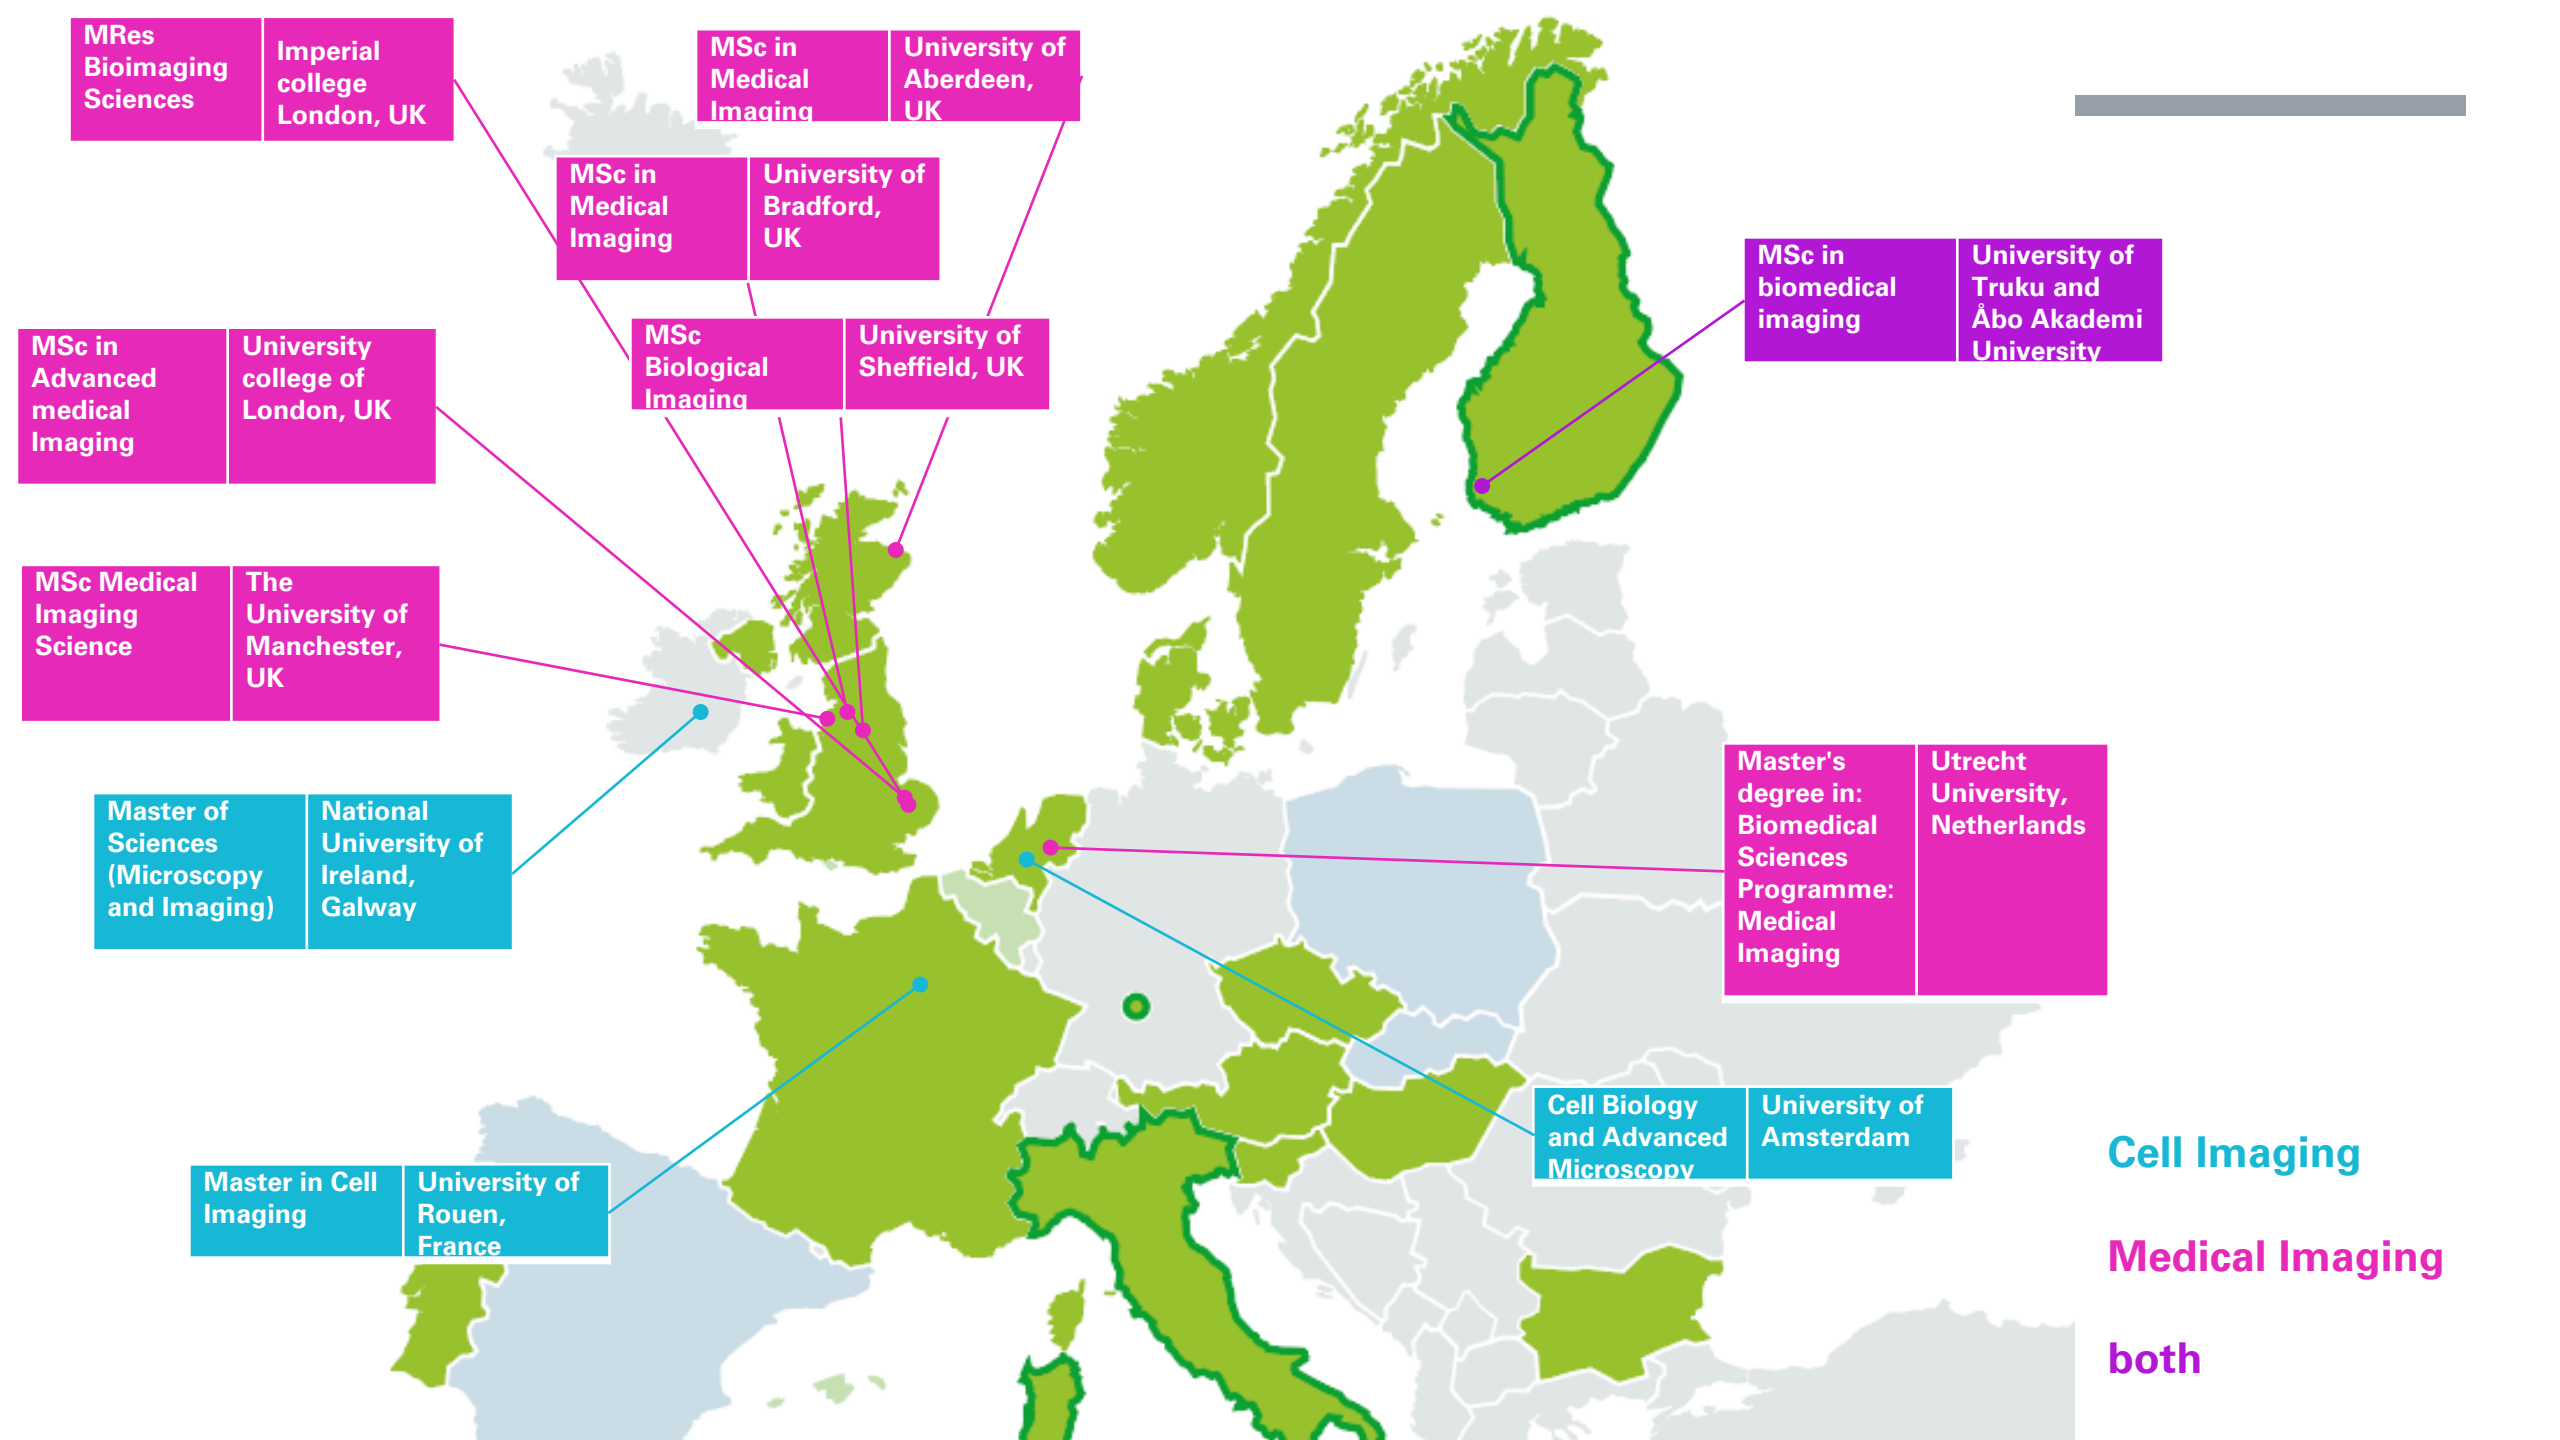 MRes
Bioimaging
Sciences
Imperial
college
London, UK
MSc in
Medical
Imaging
University of
Aberdeen,
UK
MSc in
Medical
Imaging
University of
Bradford,
UK
MSc in
biomedical
imaging
University of
Truku and
Åbo Akademi
University
MSc
Biological
Imaging
University of
Sheffield, UK
MSc in
Advanced
medical
Imaging
University
college of
London, UK
MSc Medical
Imaging
Science
The
University of
Manchester,
UK
Master's
degree in:
Biomedical
Sciences
Programme:
Medical
Imaging
Utrecht
University,
Netherlands
Master of
Sciences
(Microscopy
and Imaging)
National
University of
Ireland,
Galway
Cell Biology
and Advanced
Microscopy
University of
Amsterdam
Master in Cell
Imaging
University of
Rouen,
France
Cell Imaging
Medical Imaging
both